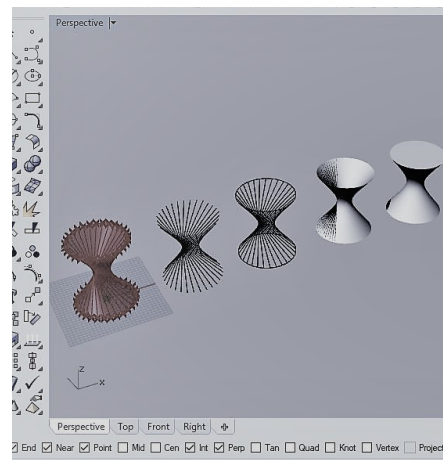 Perspective
z
x
Perspective Top Front Right
End Near Point Mid Cen Int Perp Tan Quad Knot Vertex Project